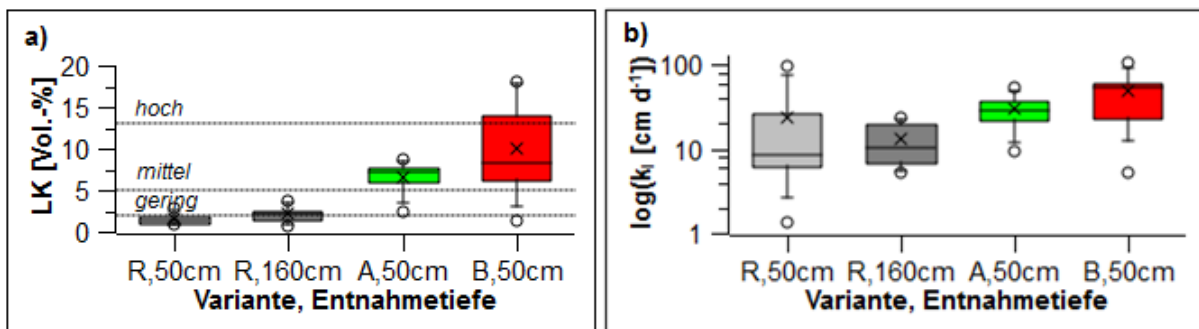 a)
LK [Vol.-%]
20
15
10
5
0
hoch
mittel
gering
R,50cm R,160cm A,50cm B,50cm
Variante, Entnahmetiefe
b)
log(kₗ [cm d⁻¹])
100
10
1
R,50cm R,160cm A,50cm B,50cm
Variante, Entnahmetiefe